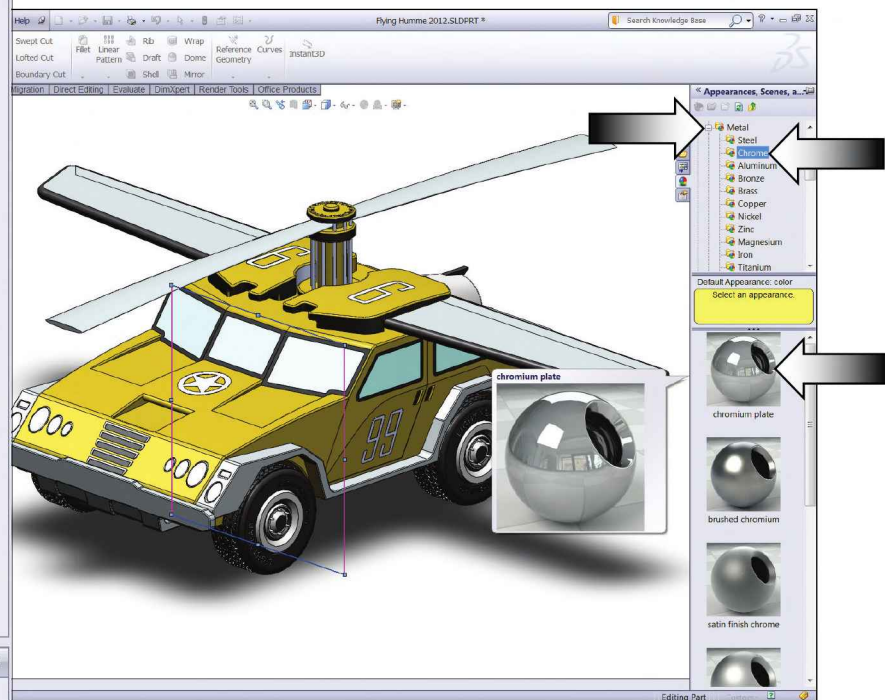 Help
Flying Humme 2012.SLDPRT *
Search Knowledge Base
Swept Cut
Lofted Cut
Boundary Cut
Fillet
Linear Pattern
Rib
Draft
Shell
Wrap
Dome
Mirror
Reference Geometry
Curves
Instant3D
Migration
Direct Editing
Evaluate
DimXpert
Render Tools
Office Products
Appearances, Scenes, a...
Metal
Steel
Chrome
Aluminum
Bronze
Brass
Copper
Nickel
Zinc
Magnesium
Iron
Titanium
Default Appearance: color
Select an appearance.
chromium plate
chromium plate
brushed chromium
satin finish chrome
99
Editing Part